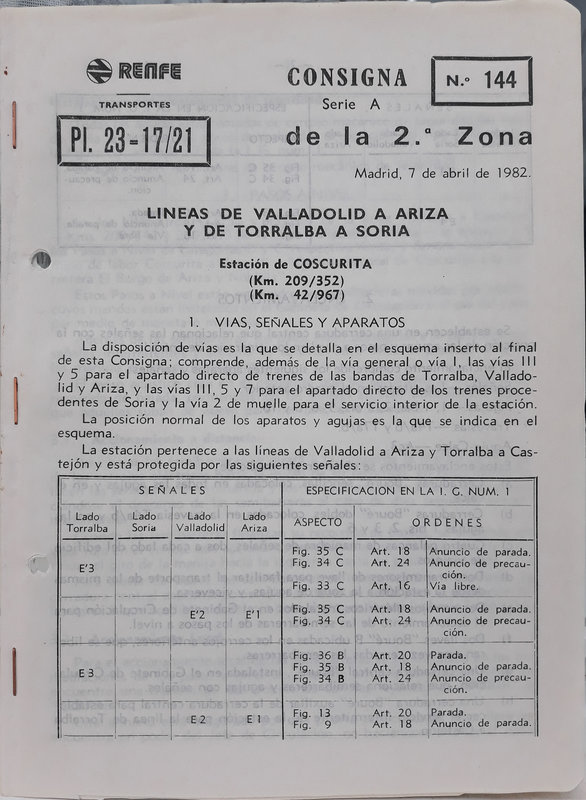 RENFE
TRANSPORTES
CONSIGNA
N.º 144
Serie A
Pl. 23-17/21
de la 2.ª Zona
Madrid, 7 de abril de 1982.
LINEAS DE VALLADOLID A ARIZA
Y DE TORRALBA A SORIA
Estación de COSCURITA
(Km. 209/352)
(Km. 42/967)
1. VIAS, SEÑALES Y APARATOS
La disposición de vías es la que se detalla en el esquema inserto al final
de esta Consigna; comprende, además de la vía general o vía I, las vías III
y 5 para el apartado directo de trenes de las bandas de Torralba, Vallado-
lid y Ariza, y las vías III, 5 y 7 para el apartado directo de los trenes proce-
dentes de Soria y la vía 2 de muelle para el servicio interior de la estación.
La posición normal de los aparatos y agujas es la que se indica en el
esquema.
La estación pertenece a las líneas de Valladolid a Ariza y Torralba a Cas-
tejón y está protegida por las siguientes señales:
SEÑALES ESPECIFICACION EN LA I. G. NUM. 1
Lado Torralba Lado Soria Lado Valladolid Lado Ariza ASPECTO ORDENES
E'3 Fig. 35 C Art. 18 Anuncio de parada.
Fig. 34 C Art. 24 Anuncio de precau-
ción.
Fig. 33 C Art. 16 Vía libre.
E'2 E'1 Fig. 35 C Art. 18 Anuncio de parada.
Fig. 34 C Art. 24 Anuncio de precau-
ción.
E3 Fig. 36 B Art. 20 Parada.
Fig. 35 B Art. 18 Anuncio de parada.
Fig. 34 B Art. 24 Anuncio de precau-
ción.
E2 E1 Fig. 13 Art. 20 Parada.
Fig. 9 Art. 18 Anuncio de parada.